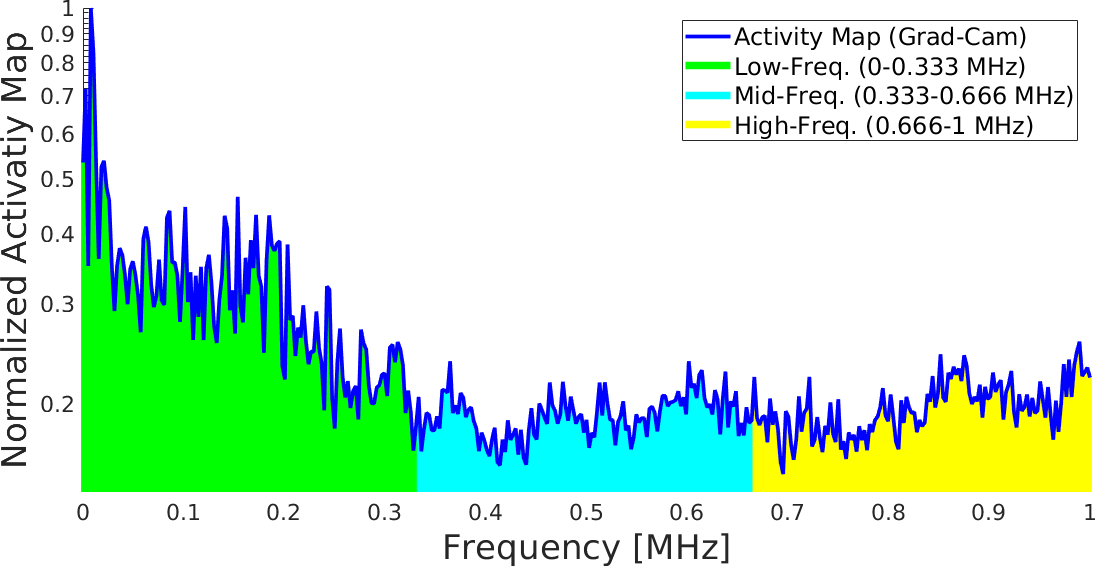 Normalized Activatiy Map
1
0.9
0.8
0.7
0.6
0.5
0.4
0.3
0.2
Activity Map (Grad-Cam)
Low-Freq. (0-0.333 MHz)
Mid-Freq. (0.333-0.666 MHz)
High-Freq. (0.666-1 MHz)
0 0.1 0.2 0.3 0.4 0.5 0.6 0.7 0.8 0.9 1
Frequency [MHz]